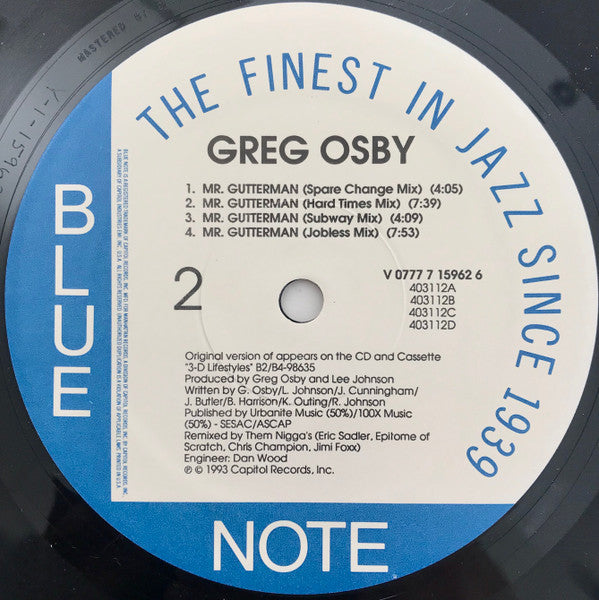 MASTERED B
Y-1-1596
THE FINEST IN JAZZ SINCE 1939
GREG OSBY
1. MR. GUTTERMAN (Spare Change Mix) (4:05)
2. MR. GUTTERMAN (Hard Times Mix) (7:39)
3. MR. GUTTERMAN (Subway Mix) (4:09)
4. MR. GUTTERMAN (Jobless Mix) (7:53)
2
V 0777 7 15962 6
403112A
403112B
403112C
403112D
Original version of appears on the CD and Cassette
"3-D Lifestyles" B2/B4-98635
Produced by Greg Osby and Lee Johnson
Written by G. Osby/L. Johnson/J. Cunningham/
J. Butler/B. Harrison/K. Outing/R. Johnson
Published by Urbanite Music (50%)/100X Music
(50%) - SESAC/ASCAP
Remixed by Them Nigga's (Eric Sadler, Epitome of
Scratch, Chris Champion, Jimi Foxx)
Engineer: Dan Wood
℗ © 1993 Capitol Records, Inc.
BLUE
NOTE